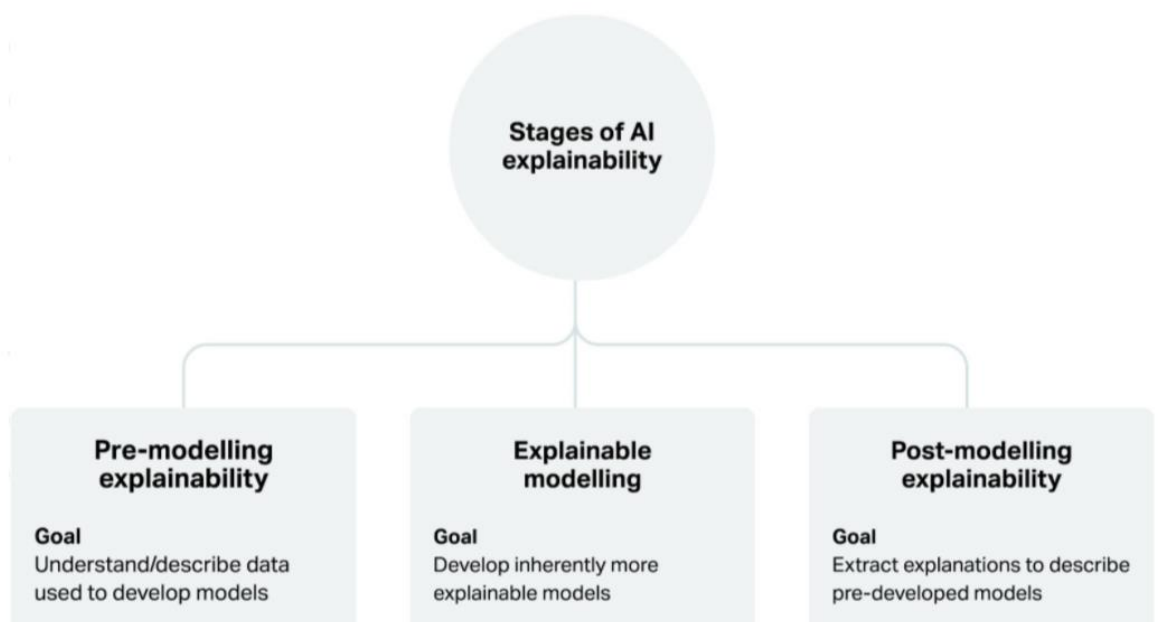 Stages of AI
explainability
Pre-modelling
explainability
Goal
Understand/describe data
used to develop models
Explainable
modelling
Goal
Develop inherently more
explainable models
Post-modelling
explainability
Goal
Extract explanations to describe
pre-developed models